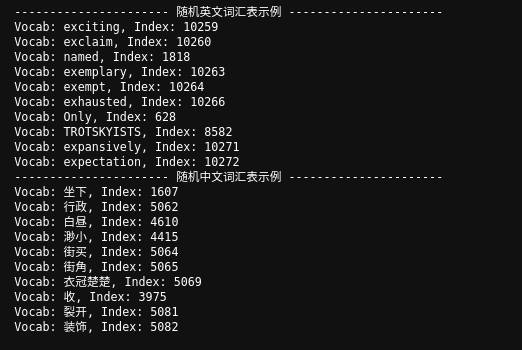 ---------------------- 随机英文词汇表示例 ----------------------
Vocab: exciting, Index: 10259
Vocab: exclaim, Index: 10260
Vocab: named, Index: 1818
Vocab: exemplary, Index: 10263
Vocab: exempt, Index: 10264
Vocab: exhausted, Index: 10266
Vocab: Only, Index: 628
Vocab: TROTSKYISTS, Index: 8582
Vocab: expansively, Index: 10271
Vocab: expectation, Index: 10272
---------------------- 随机中文词汇表示例 ----------------------
Vocab: 坐下, Index: 1607
Vocab: 行政, Index: 5062
Vocab: 白昼, Index: 4610
Vocab: 渺小, Index: 4415
Vocab: 街买, Index: 5064
Vocab: 街角, Index: 5065
Vocab: 衣冠楚楚, Index: 5069
Vocab: 收, Index: 3975
Vocab: 裂开, Index: 5081
Vocab: 装饰, Index: 5082